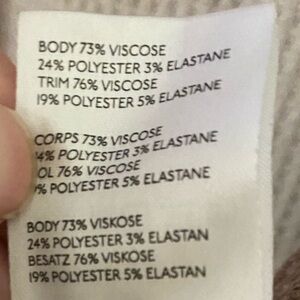 BODY 73% VISCOSE
24% POLYESTER 3% ELASTANE
TRIM 76% VISCOSE
19% POLYESTER 5% ELASTANE
CORPS 73% VISCOSE
4% POLYESTER 3% ELASTANE
OL 76% VISCOSE
% POLYESTER 5% ELASTANE
BODY 73% VISKOSE
24% POLYESTER 3% ELASTAN
BESATZ 76% VISKOSE
19% POLYESTER 5% ELASTAN